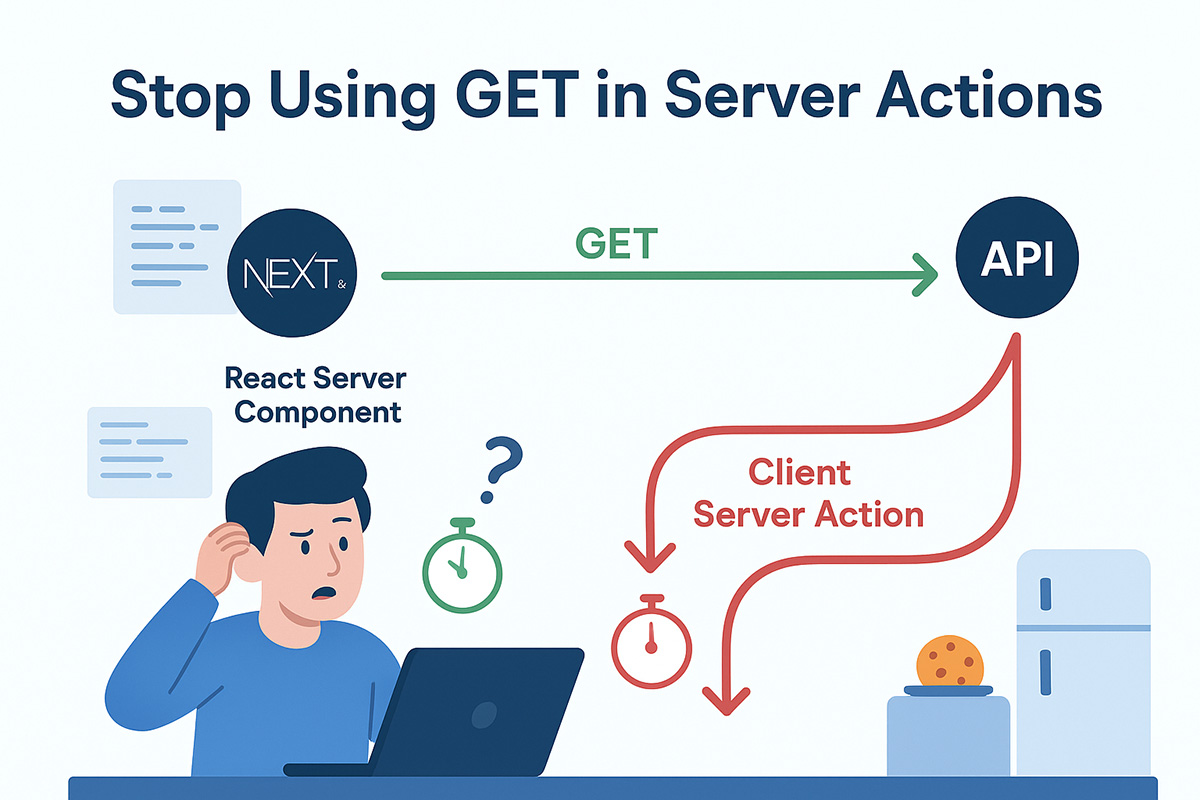 Stop Using GET in Server Actions
GET
NEXT &
API
React Server
Component
?
Client
Server Action